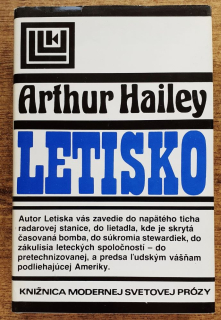 Arthur Hailey
LETISKO
Autor Letiska vás zavedie do napätého ticha
radarovej stanice, do lietadla, kde je skrytá
časovaná bomba, do súkromia stewardiek, do
zákulisia leteckých spoločností – do
pretechnizovanej, a predsa ľudským vášňam
podliehajúcej Ameriky.
KNIŽNICA MODERNEJ SVETOVEJ PRÓZY